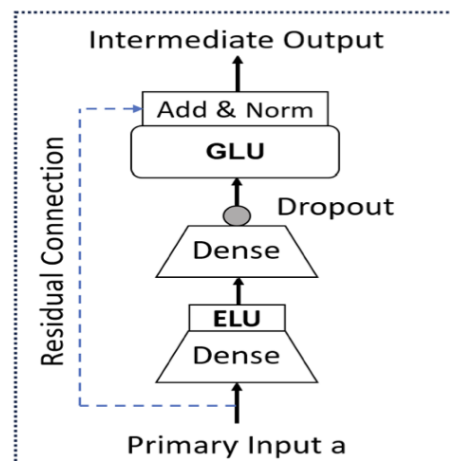 Intermediate Output
Add & Norm
GLU
Dropout
Dense
ELU
Dense
Residual Connection
Primary Input a